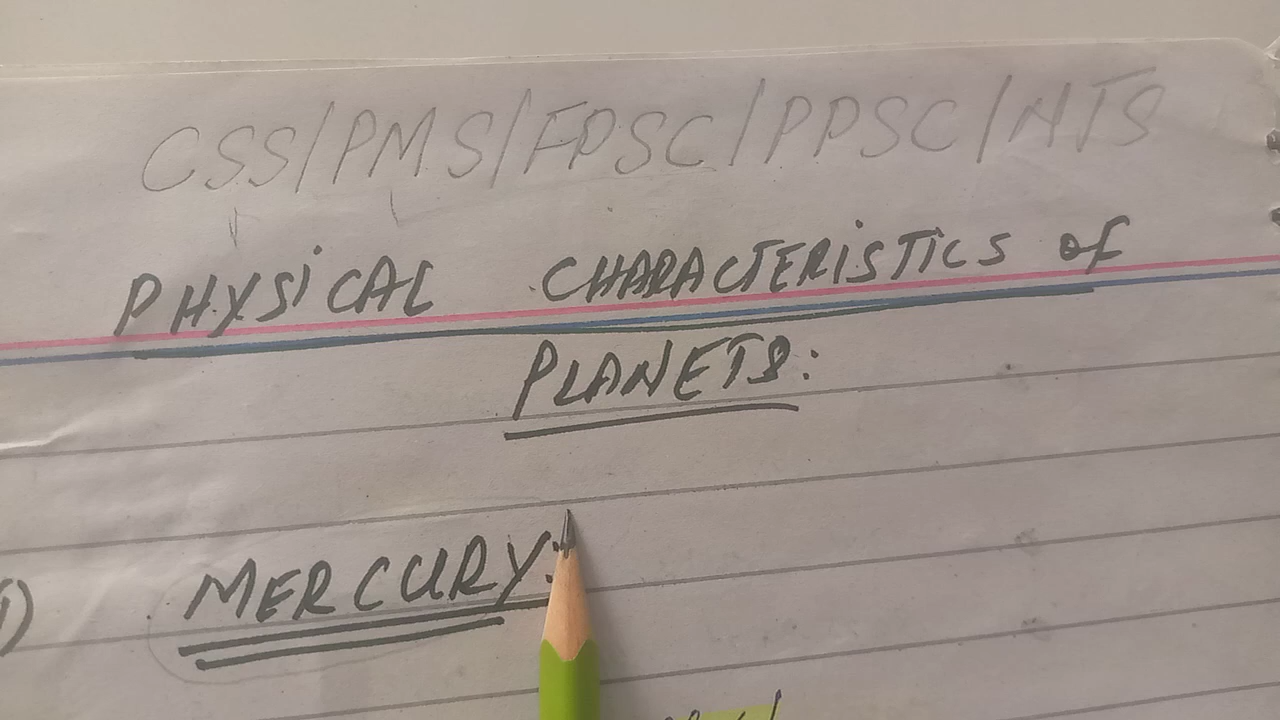 CSS/PMS/FPSC/PPSC/NTS
PHYSICAL CHARACTERISTICS of
PLANETS:
1) MERCURY: